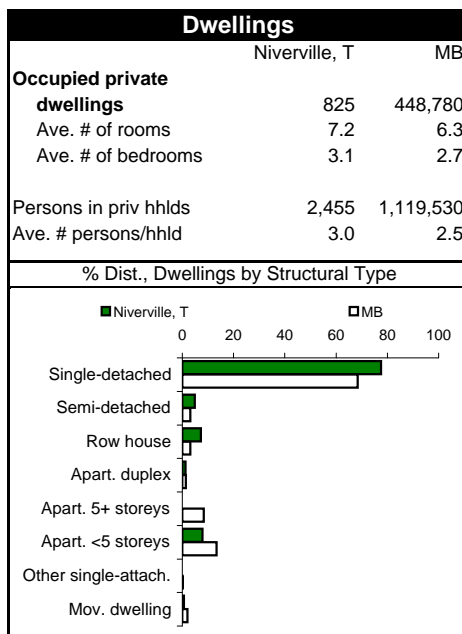 Dwellings
Niverville, T MB
Occupied private
dwellings 825 448,780
Ave. # of rooms 7.2 6.3
Ave. # of bedrooms 3.1 2.7
Persons in priv hhlds 2,455 1,119,530
Ave. # persons/hhld 3.0 2.5
% Dist., Dwellings by Structural Type
Niverville, T MB
0 20 40 60 80 100
Single-detached
Semi-detached
Row house
Apart. duplex
Apart. 5+ storeys
Apart. <5 storeys
Other single-attach.
Mov. dwelling